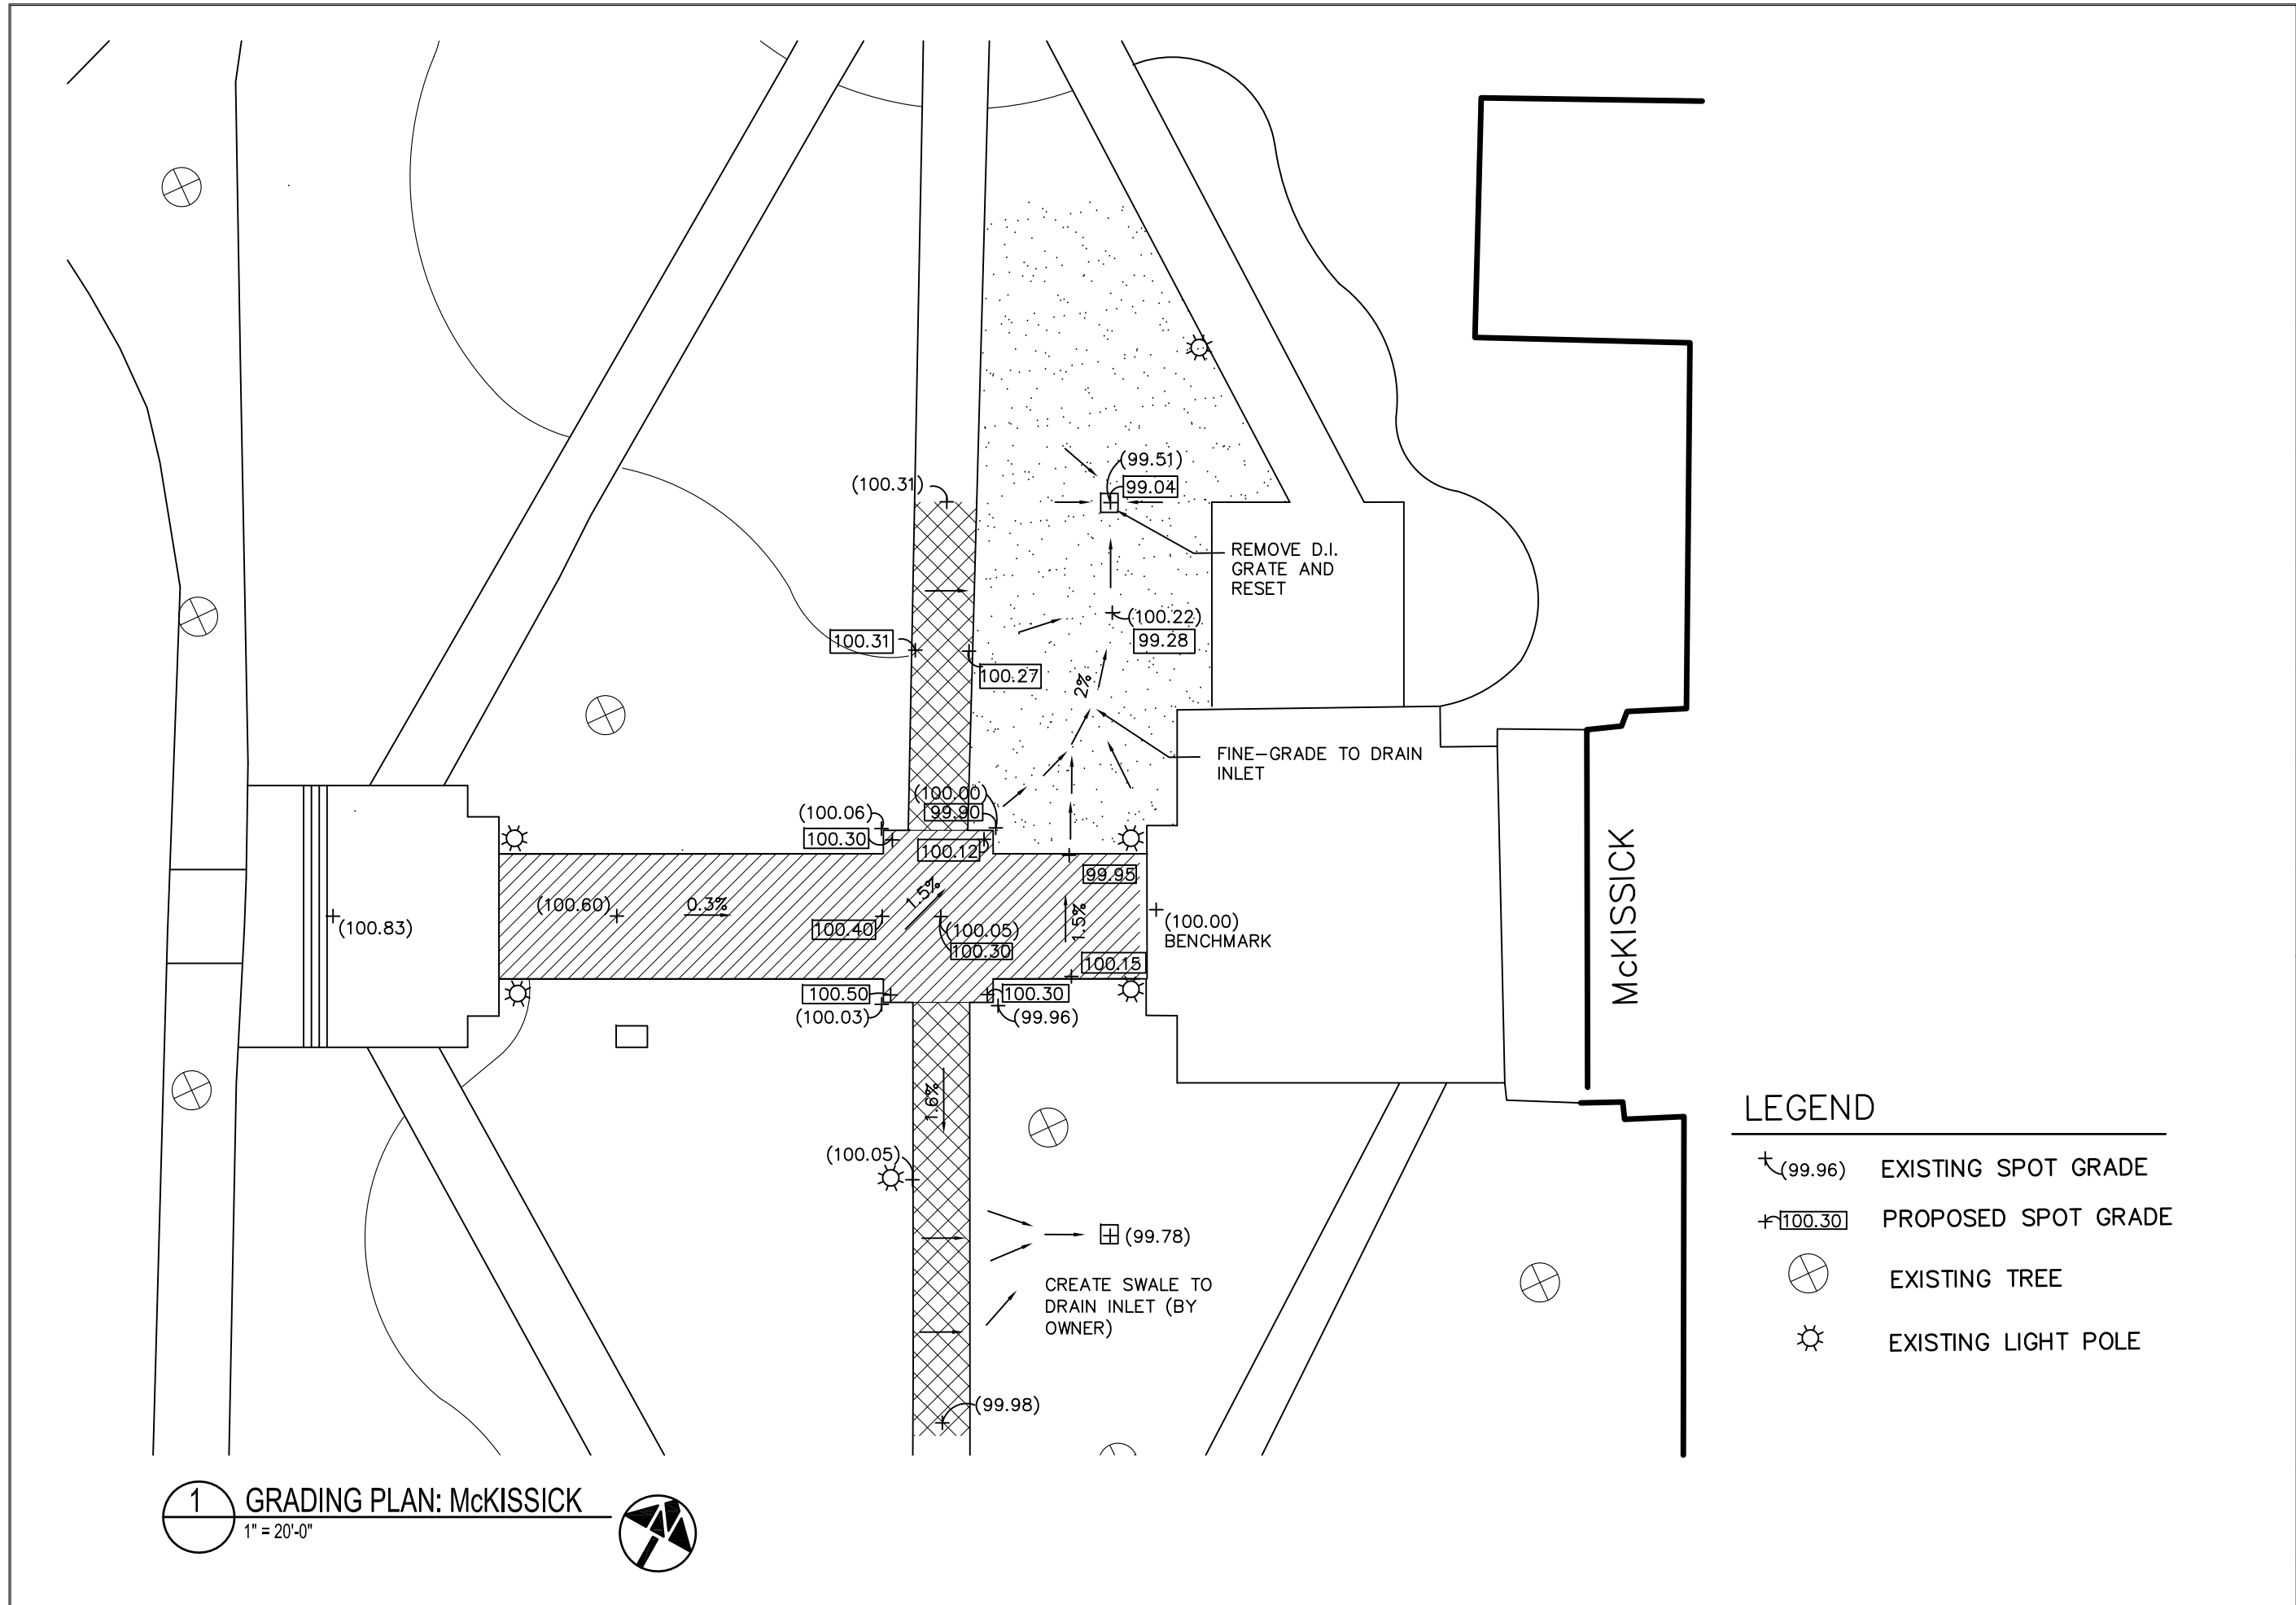 (99.51)
(100.31)
99.04
REMOVE D.I.
GRATE AND
RESET
(100.22)
100.31
99.28
100.27
2%
FINE-GRADE TO DRAIN
INLET
(100.00)
(100.06)
99.90
100.30
100.12
99.95
1.5%
(100.60)
0.3%
(100.83)
100.40
(100.05)
100.30
1.5%
(100.00)
BENCHMARK
100.15
100.50
100.30
(100.03)
(99.96)
McKISSICK
1.6%
(100.05)
(99.78)
CREATE SWALE TO
DRAIN INLET (BY
OWNER)
(99.98)
LEGEND
(99.96) EXISTING SPOT GRADE
100.30 PROPOSED SPOT GRADE
EXISTING TREE
EXISTING LIGHT POLE
1 GRADING PLAN: McKISSICK
1" = 20'-0"